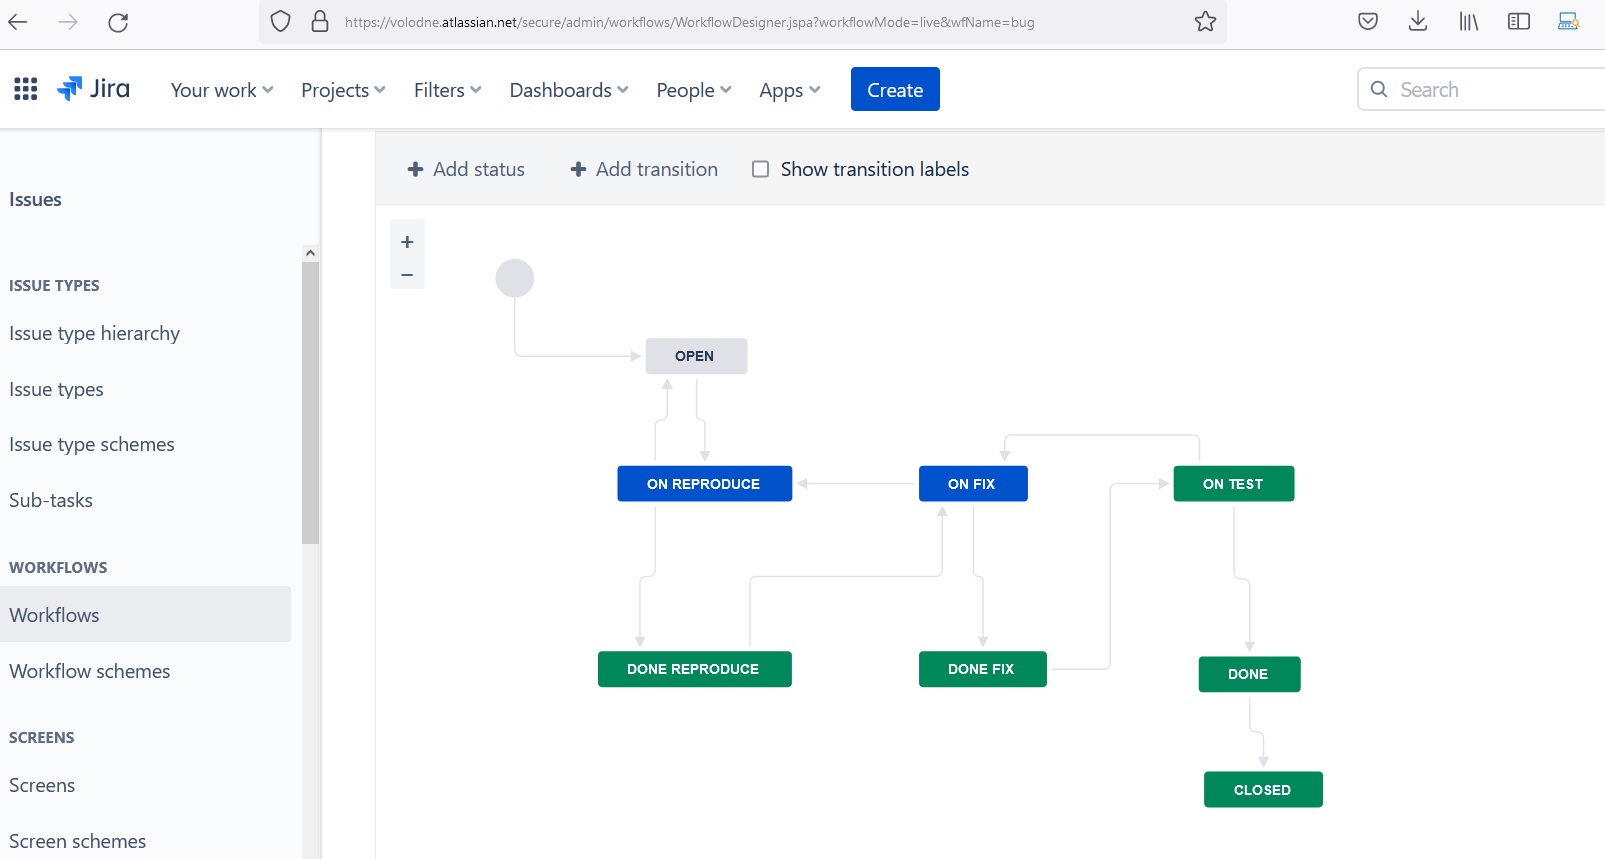 https://volodne.atlassian.net/secure/admin/workflows/WorkflowDesigner.jspa?workflowMode=live&wfName=bug
Jira Your work Projects Filters Dashboards People Apps Create Search
+ Add status + Add transition Show transition labels
Issues
ISSUE TYPES
Issue type hierarchy
Issue types
Issue type schemes
Sub-tasks
WORKFLOWS
Workflows
Workflow schemes
SCREENS
Screens
Screen schemes
+
−
OPEN
ON REPRODUCE ON FIX ON TEST
DONE REPRODUCE DONE FIX DONE
CLOSED